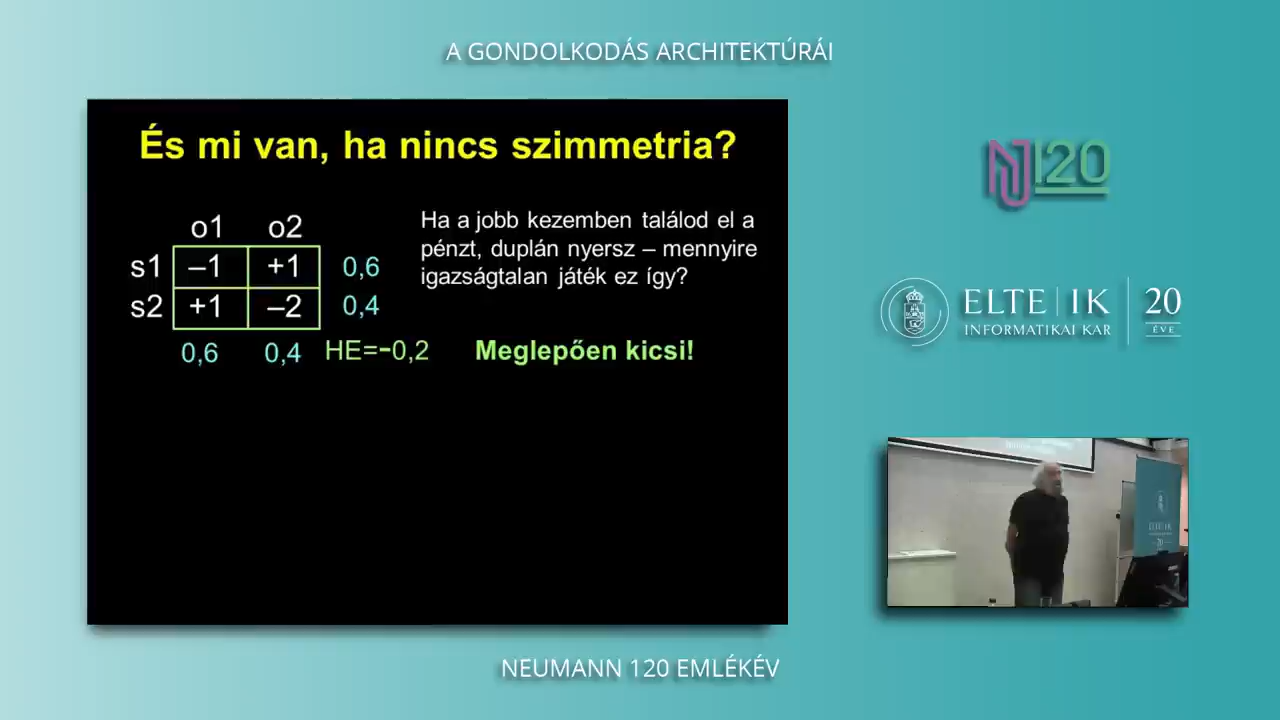 A GONDOLKODÁS ARCHITEKTÚRÁI
És mi van, ha nincs szimmetria?
o1 o2
s1 –1 +1 0,6
s2 +1 –2 0,4
0,6 0,4 HE=-0,2 Meglepően kicsi!
Ha a jobb kezemben találod el a
pénzt, duplán nyersz – mennyire
igazságtalan játék ez így?
NJ120
ELTE | IK
INFORMATIKAI KAR
20
ÉVE
NEUMANN 120 EMLÉKÉV